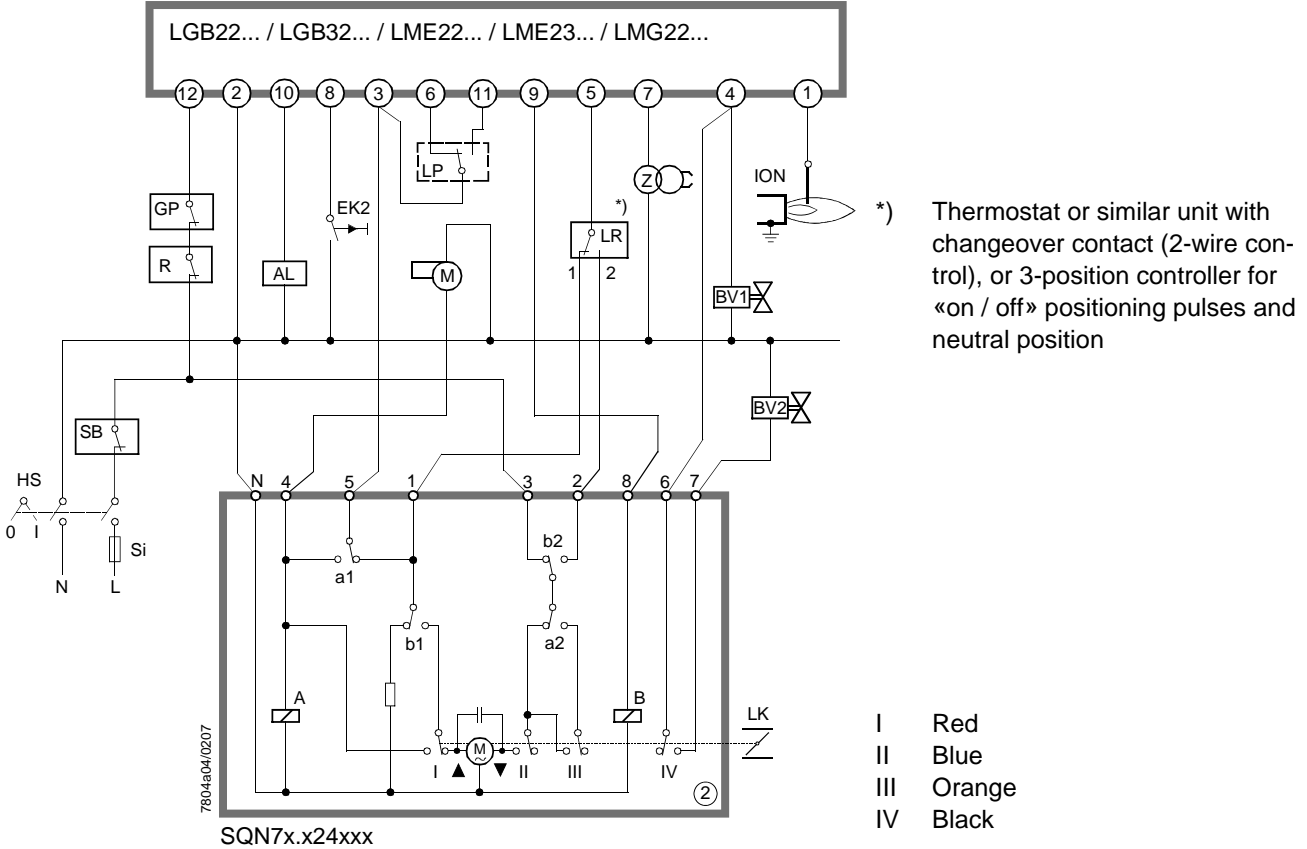 LGB22... / LGB32... / LME22... / LME23... / LMG22...
12 2 10 8 3 6 11 9 5 7 4 1
LP
Z
ION
GP
EK2
*)
LR
R
AL
M
1 2
BV1
*) Thermostat or similar unit with
changeover contact (2-wire con-
trol), or 3-position controller for
«on / off» positioning pulses and
neutral position
BV2
SB
HS
0 I
Si
N L
N 4 5 1 3 2 8 6 7
a1
b2
b1
a2
A
B
LK
M
~
I II III IV
2
7804a04/0207
SQN7x.x24xxx
I Red
II Blue
III Orange
IV Black